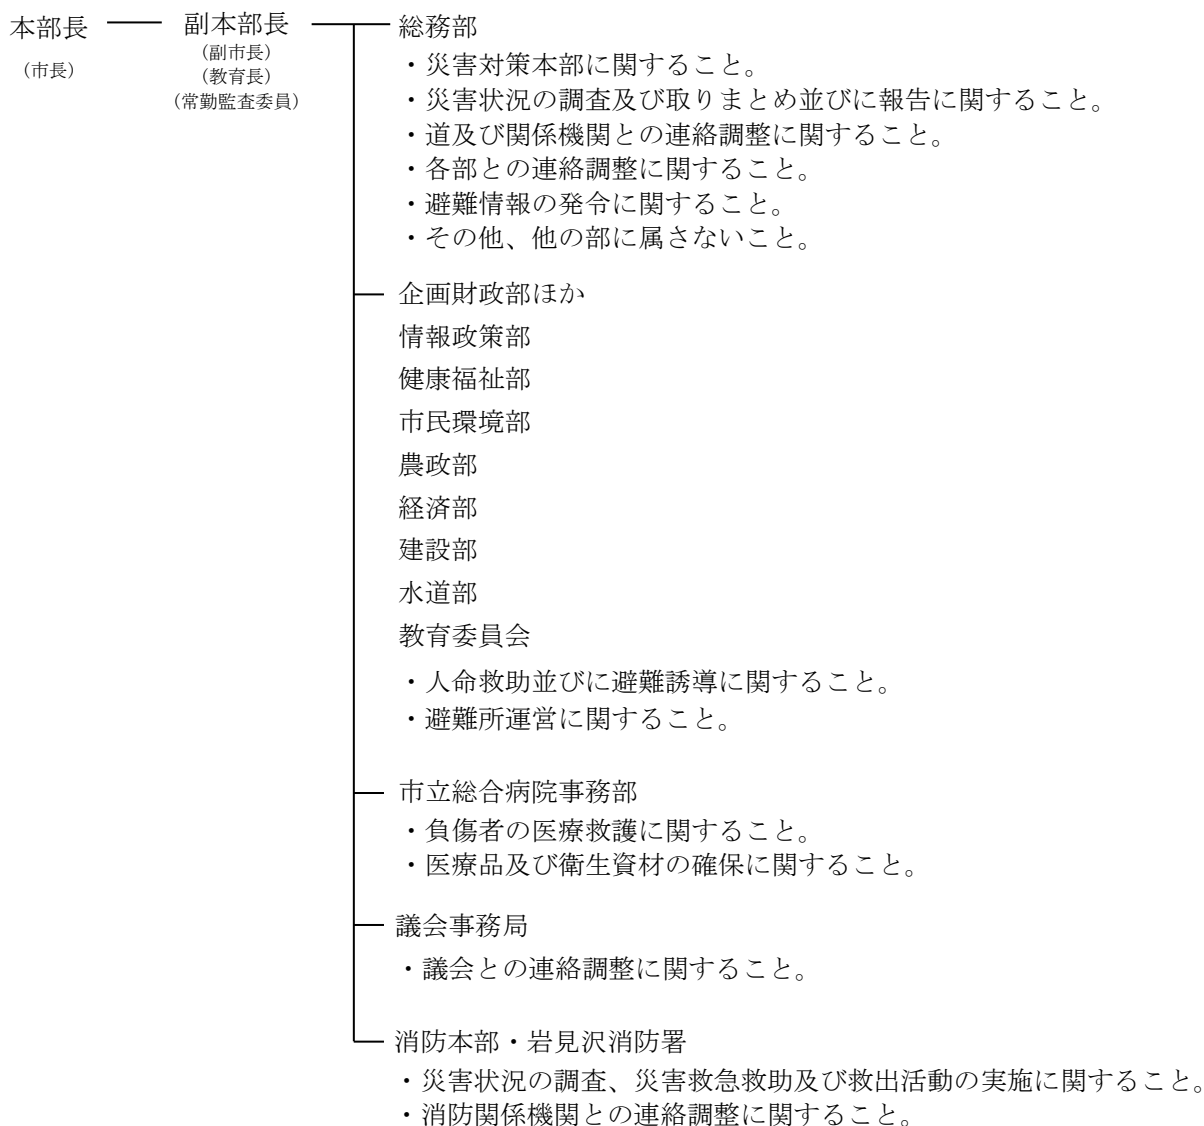 本部長
(市長)
副本部長
(副市長)
(教育長)
(常勤監査委員)
総務部
・災害対策本部に関すること。
・災害状況の調査及び取りまとめ並びに報告に関すること。
・道及び関係機関との連絡調整に関すること。
・各部との連絡調整に関すること。
・避難情報の発令に関すること。
・その他、他の部に属さないこと。
企画財政部ほか
情報政策部
健康福祉部
市民環境部
農政部
経済部
建設部
水道部
教育委員会
・人命救助並びに避難誘導に関すること。
・避難所運営に関すること。
市立総合病院事務部
・負傷者の医療救護に関すること。
・医療品及び衛生資材の確保に関すること。
議会事務局
・議会との連絡調整に関すること。
消防本部・岩見沢消防署
・災害状況の調査、災害救急救助及び救出活動の実施に関すること。
・消防関係機関との連絡調整に関すること。